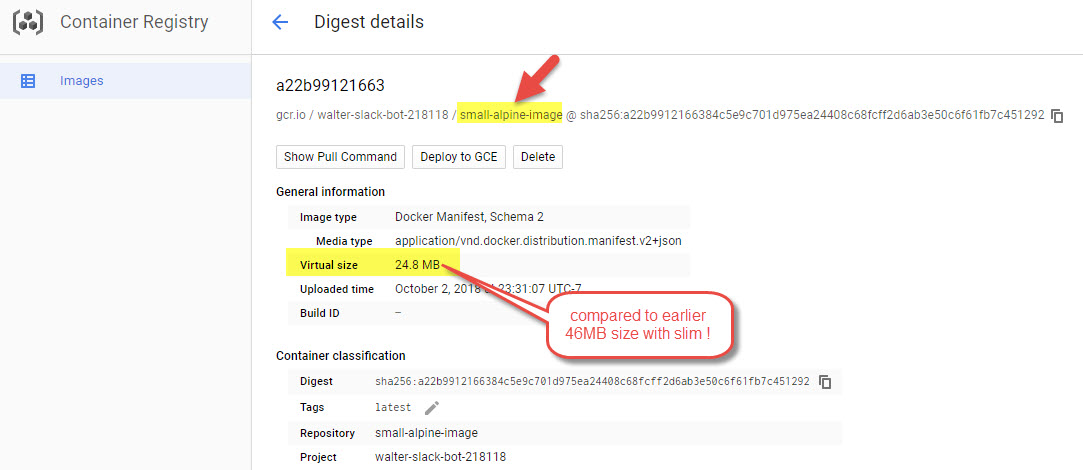 Container Registry
Digest details
Images
a22b99121663
gcr.io / walter-slack-bot-218118 / small-alpine-image @ sha256:a22b9912166384c5e9c701d975ea24408c68fcff2d6ab3e50c6f61fb7c451292
Show Pull Command Deploy to GCE Delete
General information
Image type Docker Manifest, Schema 2
Media type application/vnd.docker.distribution.manifest.v2+json
Virtual size 24.8 MB
Uploaded time October 2, 2018 23:31:07 UTC-7
Build ID –
compared to earlier
46MB size with slim !
Container classification
Digest sha256:a22b9912166384c5e9c701d975ea24408c68fcff2d6ab3e50c6f61fb7c451292
Tags latest
Repository small-alpine-image
Project walter-slack-bot-218118